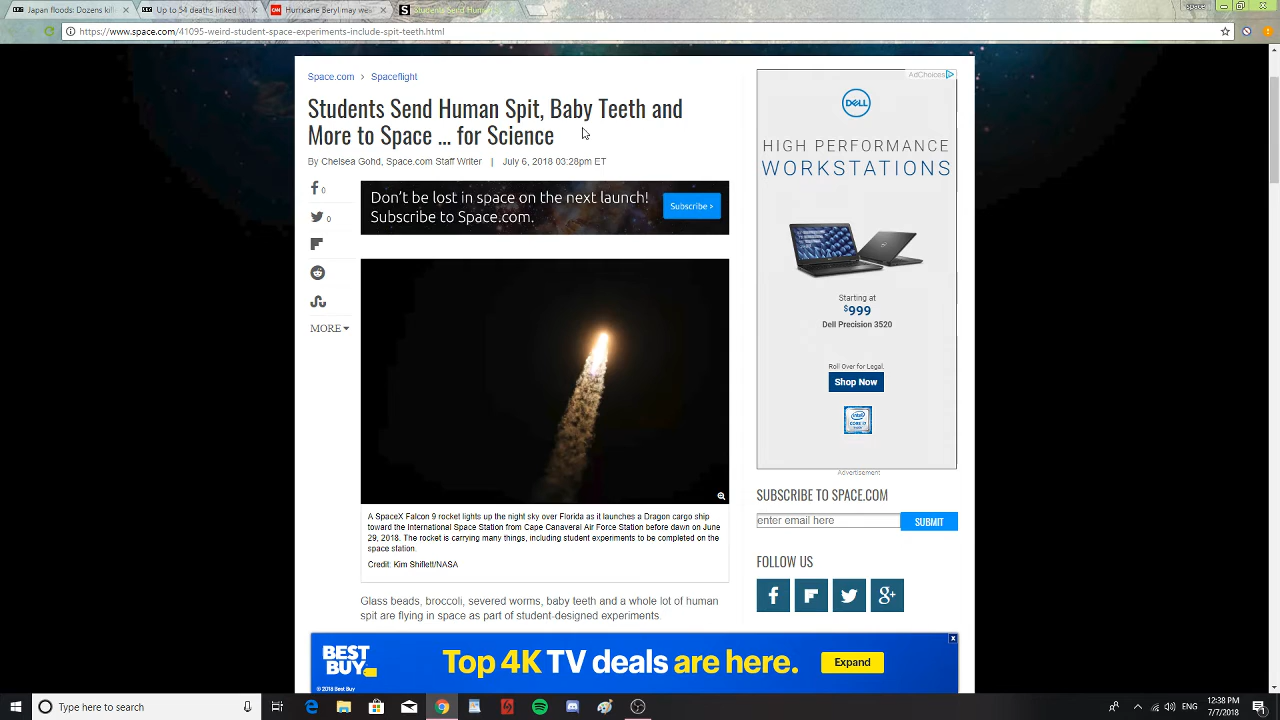 Japan floods: Dozens kill
Up to 54 deaths linked to
CNN
Hurricane Beryl may wea
S
Students Send Hum
space
https://www.space.com/41095-weird-student-space-experiments-include-spit-teeth.html
Space.com > Spaceflight
Students Send Human Spit, Baby Teeth and
More to Space ... for Science
By Chelsea Gohd, Space.com Staff Writer | July 6, 2018 03:28pm ET
0
0
MORE
Don't be lost in space on the next launch!
Subscribe to Space.com.
Subscribe >
A SpaceX Falcon 9 rocket lights up the night sky over Florida as it launches a Dragon cargo ship
toward the International Space Station from Cape Canaveral Air Force Station before dawn on June
29, 2018. The rocket is carrying many things, including student experiments to be completed on the
space station.
Credit: Kim Shiflett/NASA
Glass beads, broccoli, severed worms, baby teeth and a whole lot of human
spit are flying in space as part of student-designed experiments.
AdChoices
DELL
HIGH PERFORMANCE
WORKSTATIONS
Starting at
$999
Dell Precision 3520
Roll Over for Legal.
Shop Now
Advertisement
SUBSCRIBE TO SPACE.COM
enter email here
SUBMIT
FOLLOW US
BEST
BUY
© 2018 Best Buy
Top 4K TV deals are here.
Expand
x
Type here to search
ENG
12:38 PM
7/7/2018